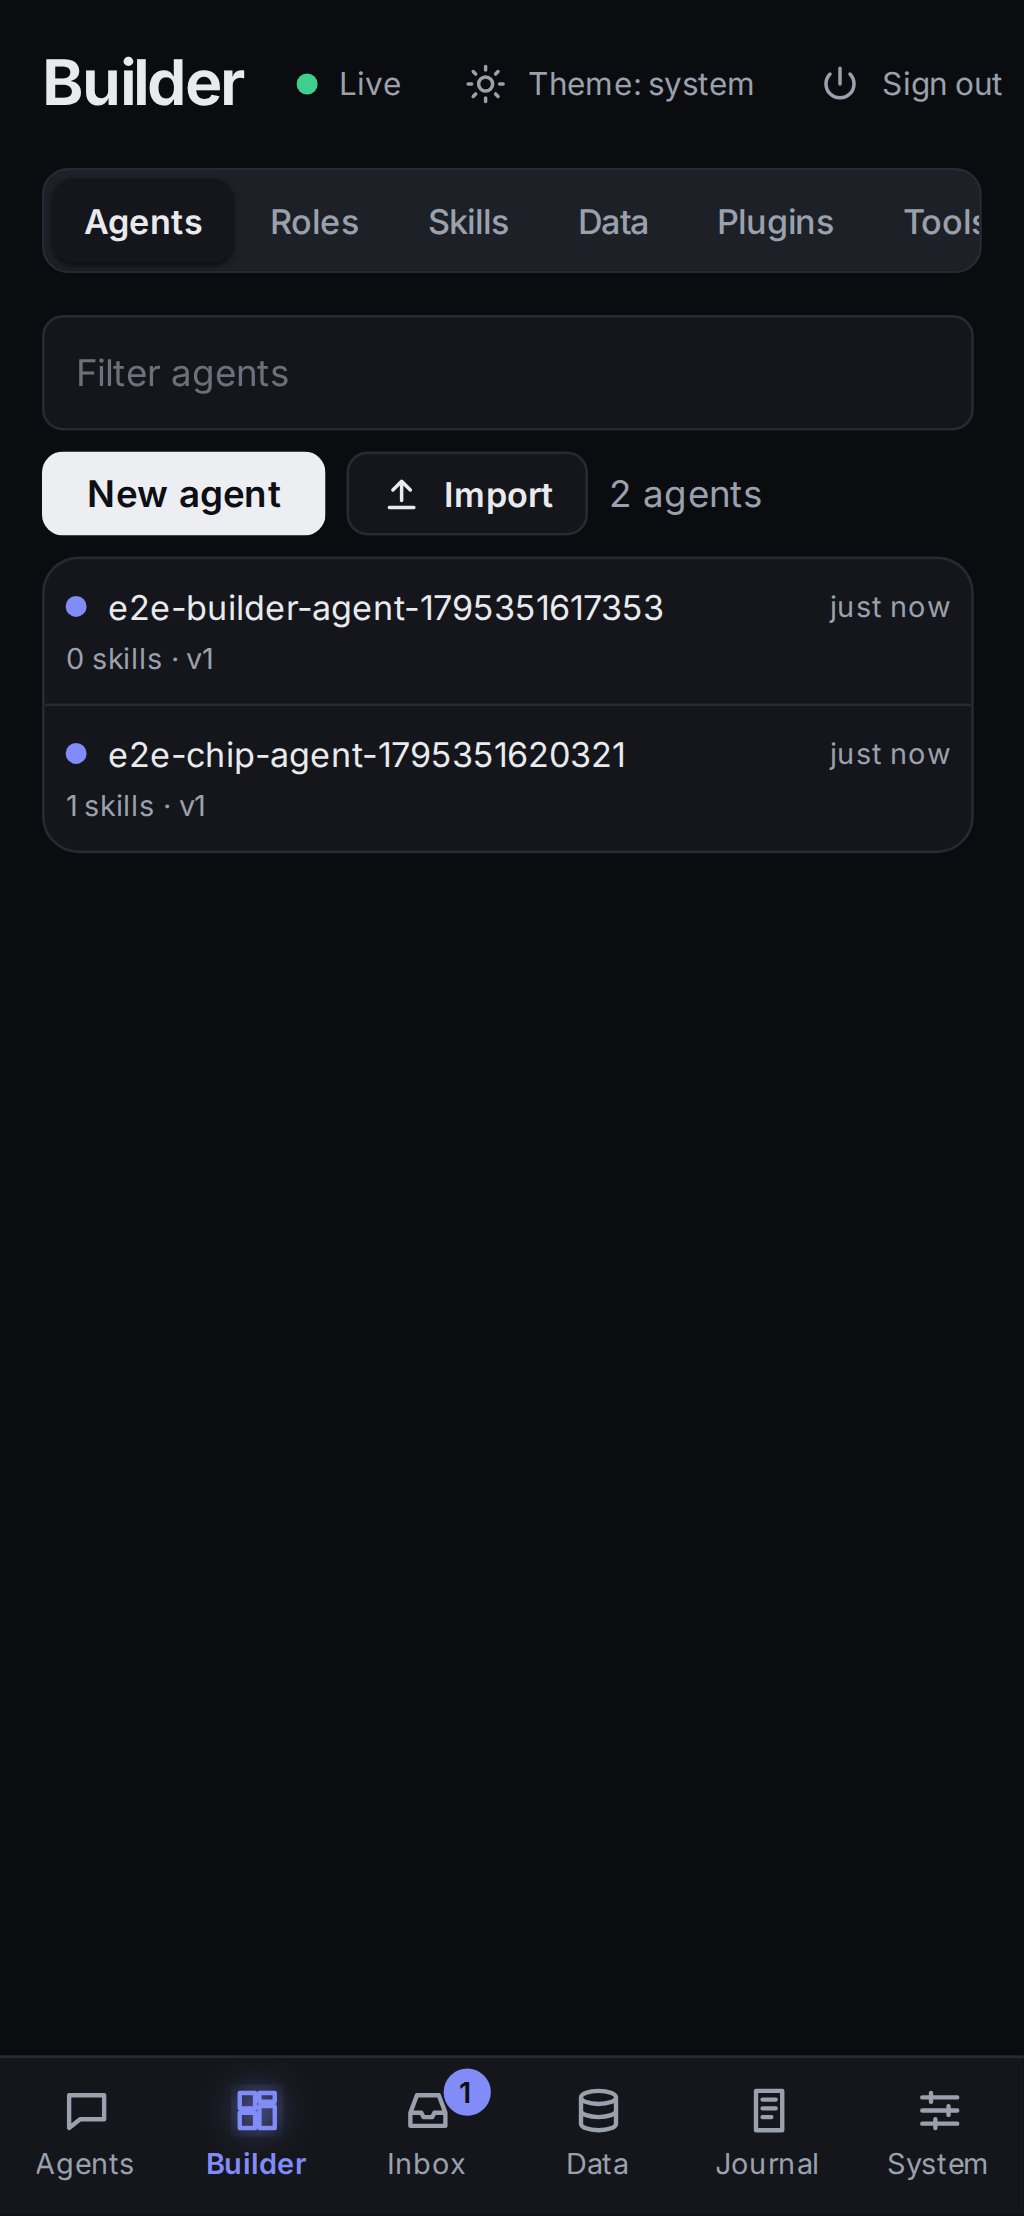 Builder Live Theme: system Sign out
Agents Roles Skills Data Plugins Tools
Filter agents
New agent Import 2 agents
e2e-builder-agent-1795351617353 just now
0 skills · v1
e2e-chip-agent-1795351620321 just now
1 skills · v1
1
Agents Builder Inbox Data Journal System